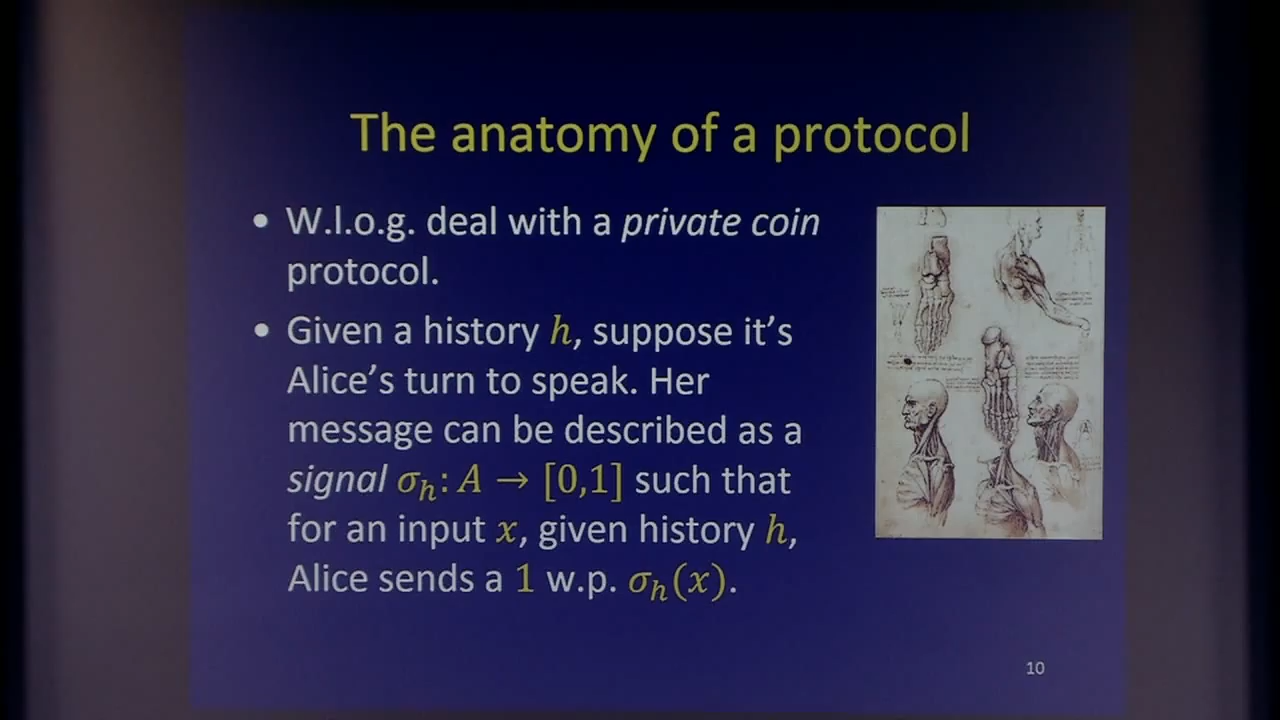 The anatomy of a protocol
• W.l.o.g. deal with a private coin
protocol.
• Given a history h, suppose it's
Alice's turn to speak. Her
message can be described as a
signal σₕ: A → [0,1] such that
for an input x, given history h,
Alice sends a 1 w.p. σₕ(x).
10